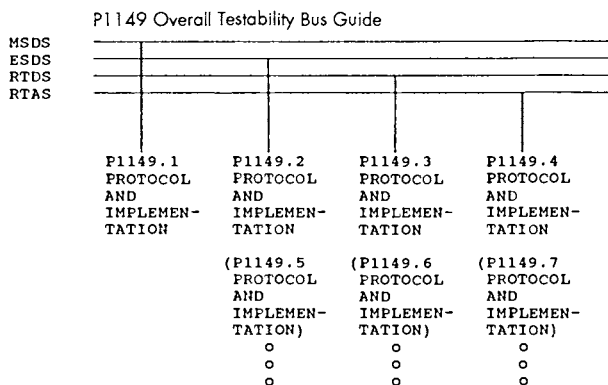 P1149 Overall Testability Bus Guide
MSDS
ESDS
RTDS
RTAS
P1149.1 P1149.2 P1149.3 P1149.4
PROTOCOL PROTOCOL PROTOCOL PROTOCOL
AND AND AND AND
IMPLEMEN- IMPLEMEN- IMPLEMEN- IMPLEMEN-
TATION TATION TATION TATION
(P1149.5 (P1149.6 (P1149.7
PROTOCOL PROTOCOL PROTOCOL
AND AND AND
IMPLEMEN- IMPLEMEN- IMPLEMEN-
TATION) TATION) TATION)
o o o
o o o
o o o